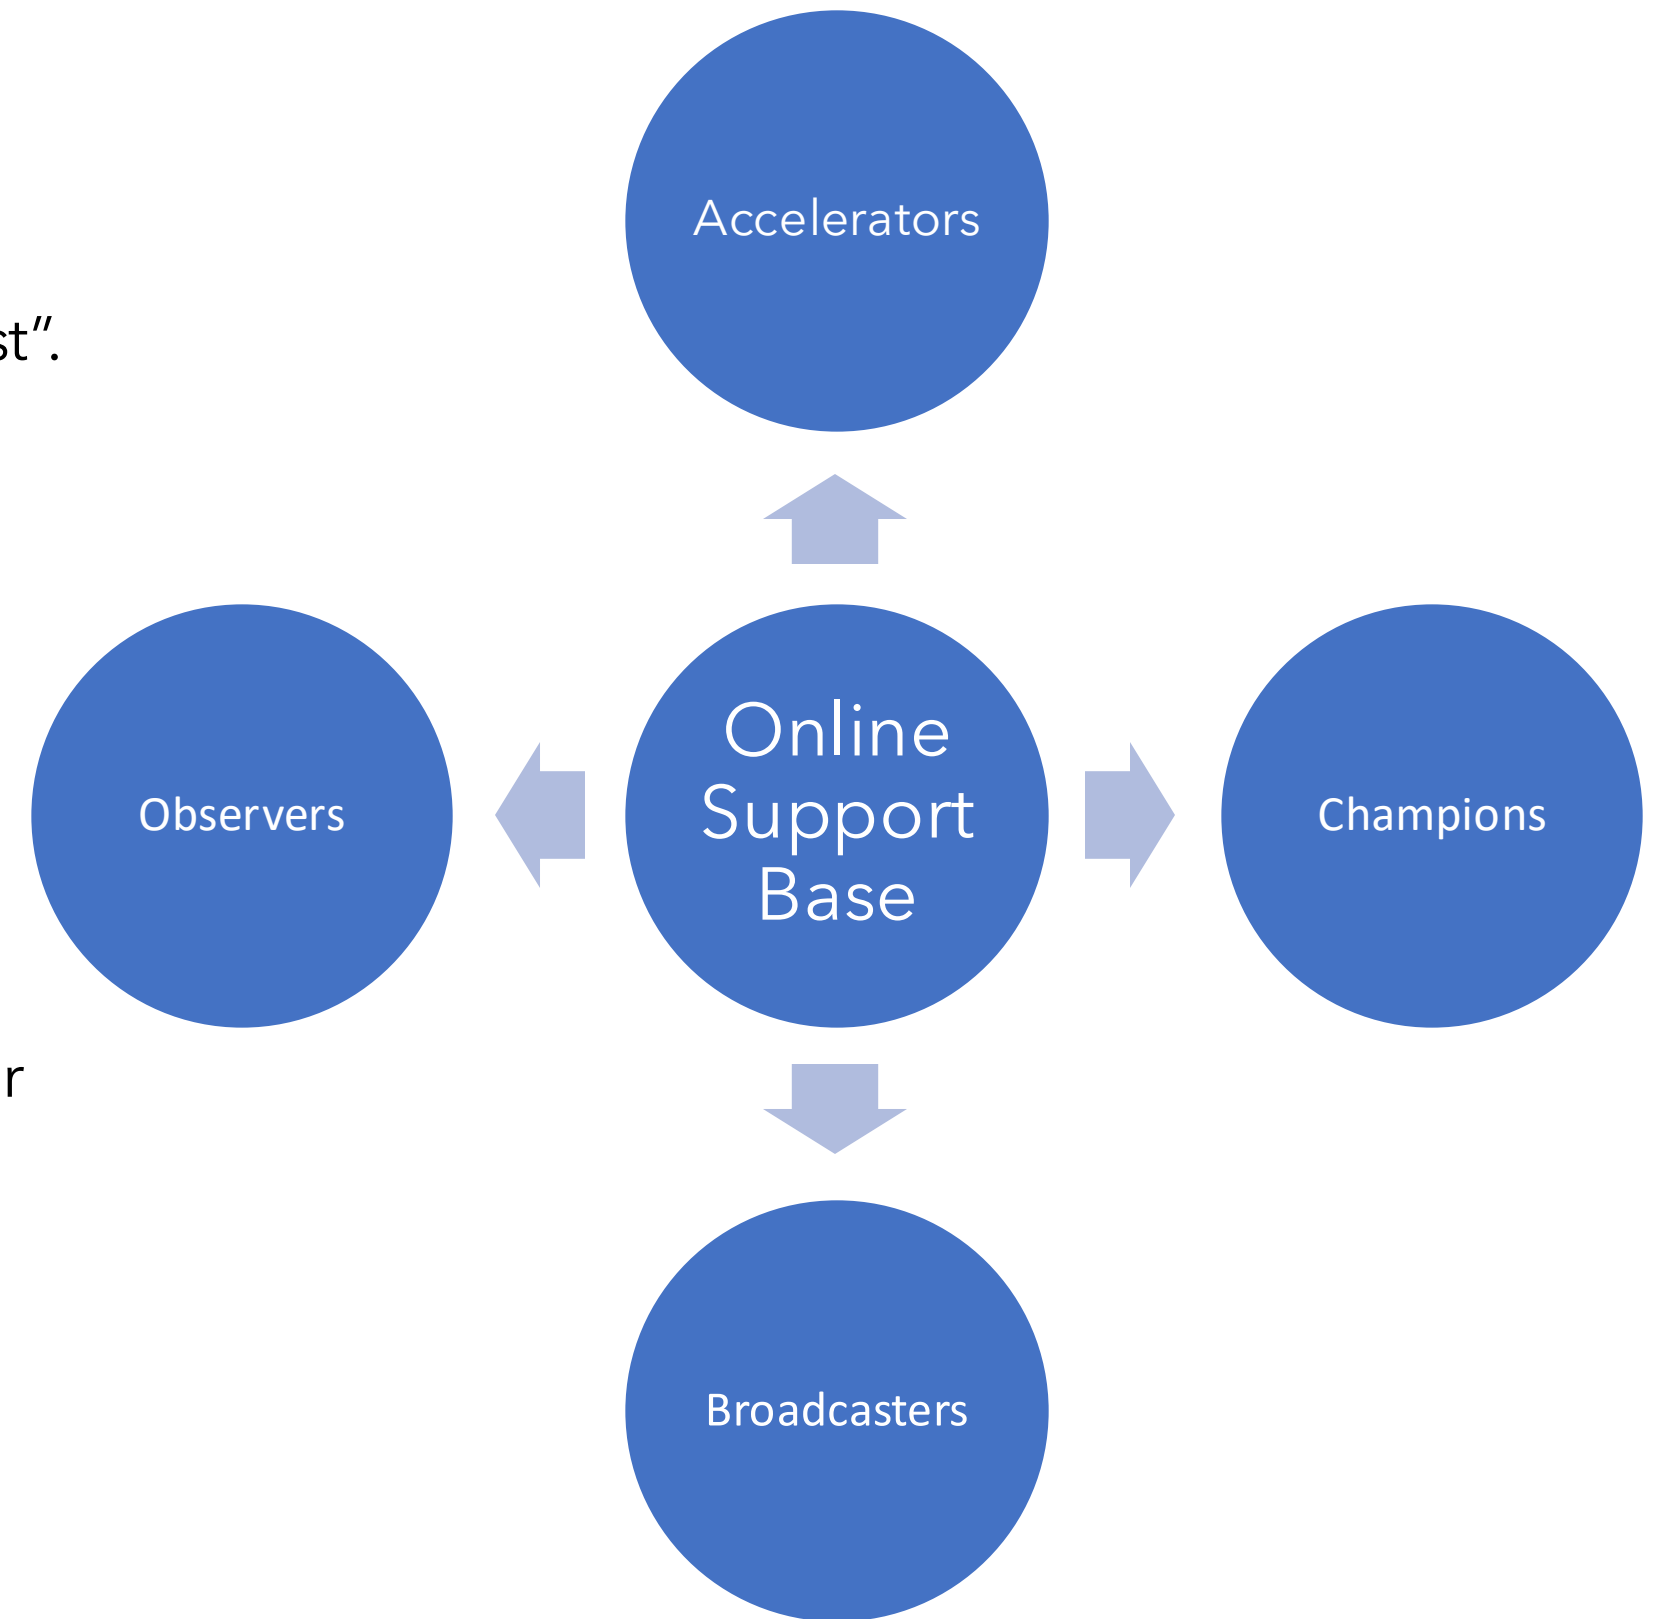 Accelerators
st”.
Online
Support
Base
Observers
Champions
r
Broadcasters